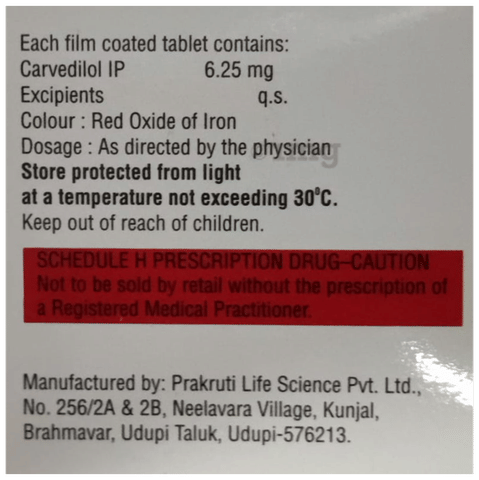 Each film coated tablet contains:
Carvedilol IP 6.25 mg
Excipients q.s.
Colour : Red Oxide of Iron
Dosage : As directed by the physician
Store protected from light
at a temperature not exceeding 30°C.
Keep out of reach of children.
SCHEDULE H PRESCRIPTION DRUG–CAUTION
Not to be sold by retail without the prescription of
a Registered Medical Practitioner.
Manufactured by: Prakruti Life Science Pvt. Ltd.,
No. 256/2A & 2B, Neelavara Village, Kunjal,
Brahmavar, Udupi Taluk, Udupi-576213.